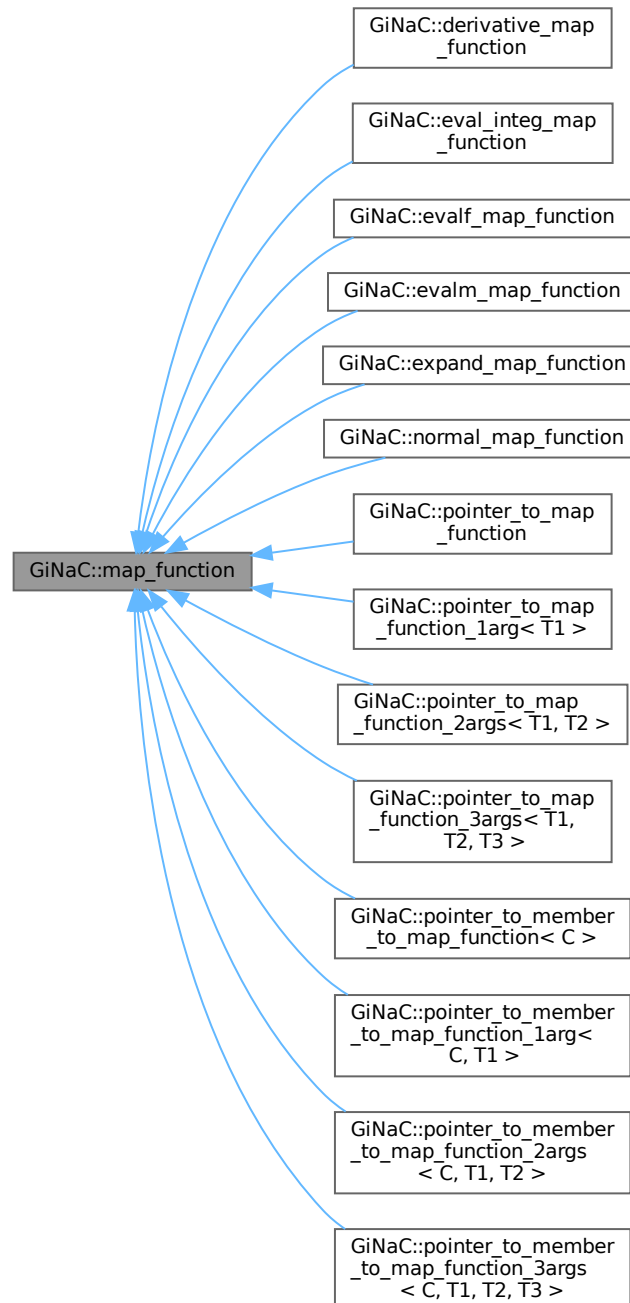 GiNaC::derivative_map
_function
GiNaC::eval_integ_map
_function
GiNaC::evalf_map_function
GiNaC::evalm_map_function
GiNaC::expand_map_function
GiNaC::normal_map_function
GiNaC::pointer_to_map
_function
GiNaC::map_function
GiNaC::pointer_to_map
_function_1arg< T1 >
GiNaC::pointer_to_map
_function_2args< T1, T2 >
GiNaC::pointer_to_map
_function_3args< T1,
T2, T3 >
GiNaC::pointer_to_member
_to_map_function< C >
GiNaC::pointer_to_member
_to_map_function_1arg<
C, T1 >
GiNaC::pointer_to_member
_to_map_function_2args
< C, T1, T2 >
GiNaC::pointer_to_member
_to_map_function_3args
< C, T1, T2, T3 >